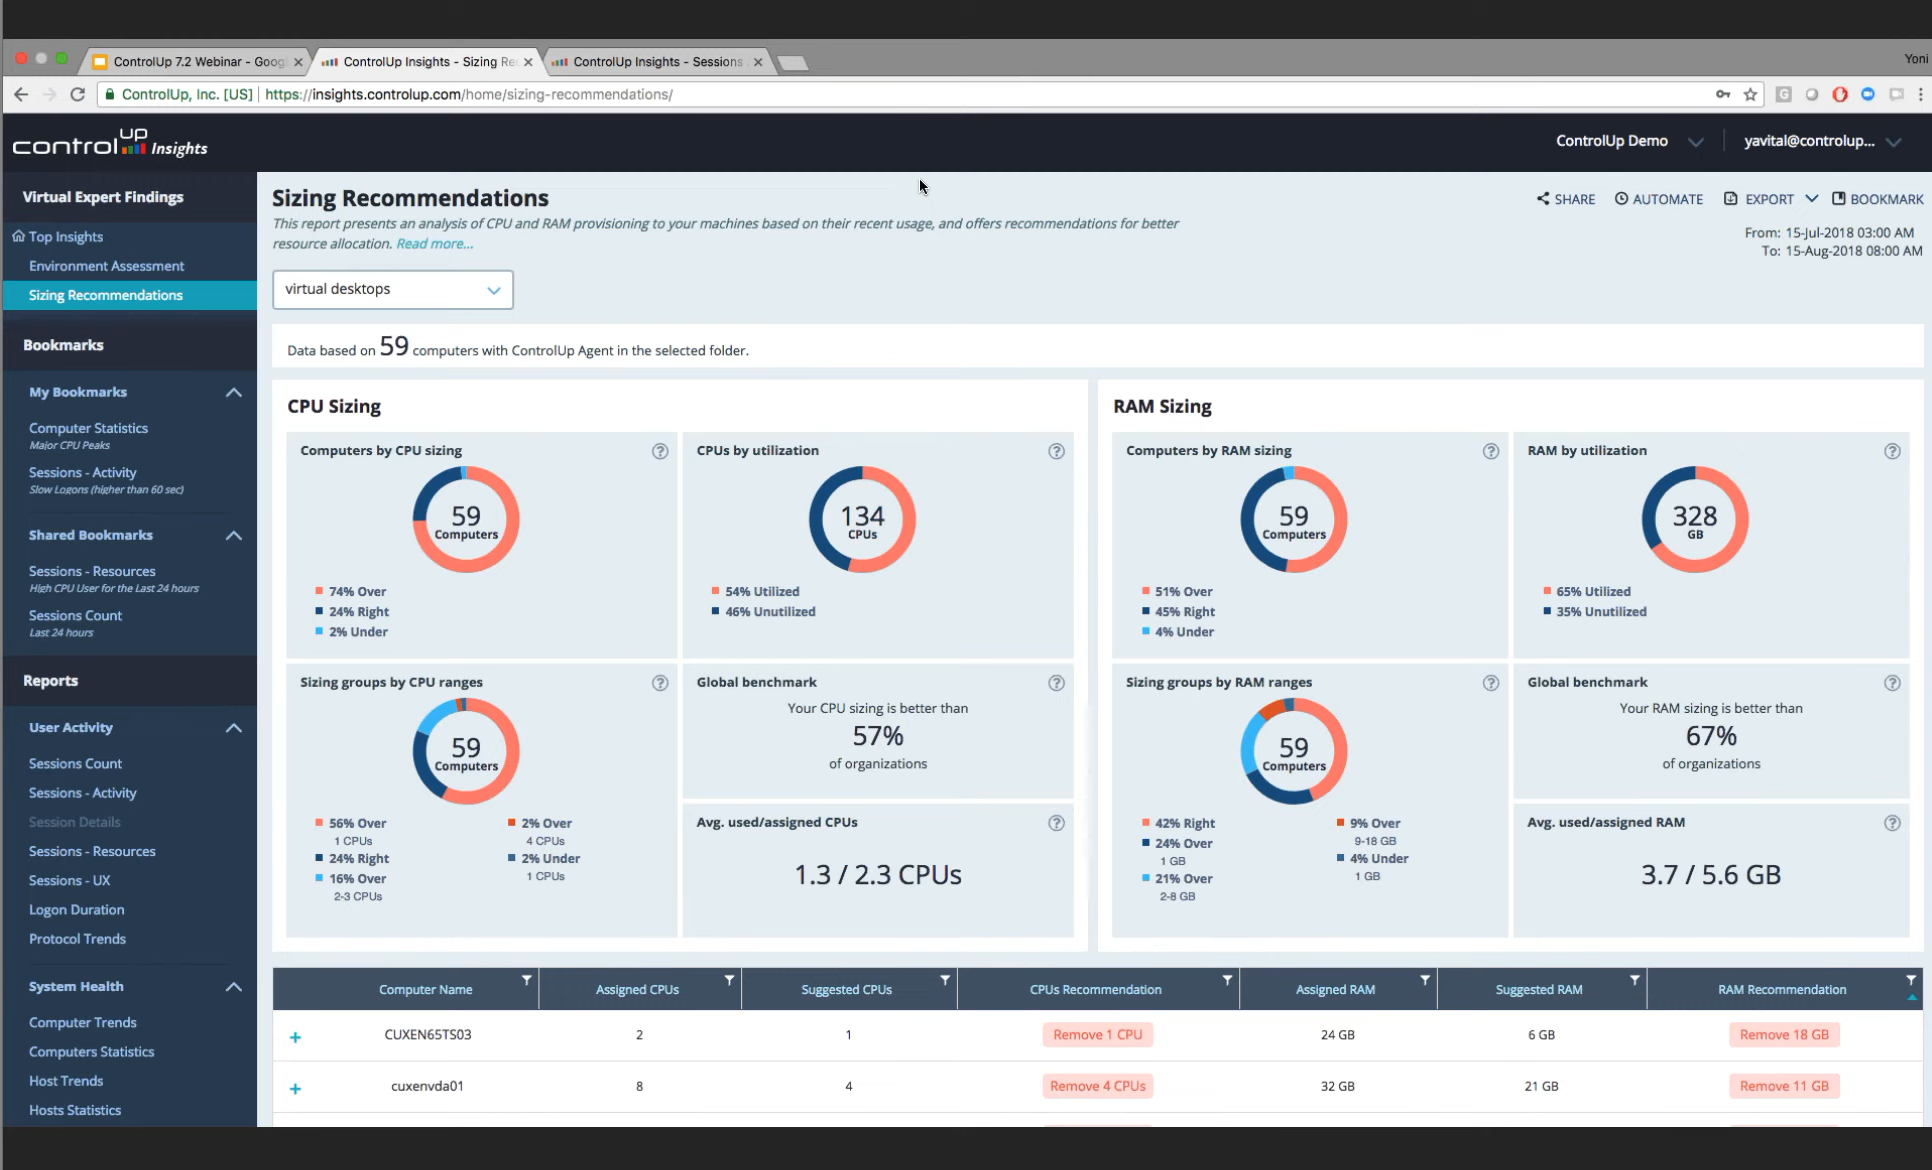 ControlUp 7.2 Webinar - Goog
ControlUp Insights - Sizing Re
ControlUp Insights - Sessions
Yoni
ControlUp, Inc. [US] | https://insights.controlup.com/home/sizing-recommendations/
controlUP Insights
ControlUp Demo
yavital@controlup...
Virtual Expert Findings
Top Insights
Environment Assessment
Sizing Recommendations
Bookmarks
My Bookmarks
Computer Statistics
Major CPU Peaks
Sessions - Activity
Slow Logons (higher than 60 sec)
Shared Bookmarks
Sessions - Resources
High CPU User for the Last 24 hours
Sessions Count
Last 24 hours
Reports
User Activity
Sessions Count
Sessions - Activity
Session Details
Sessions - Resources
Sessions - UX
Logon Duration
Protocol Trends
System Health
Computer Trends
Computers Statistics
Host Trends
Hosts Statistics
Sizing Recommendations
This report presents an analysis of CPU and RAM provisioning to your machines based on their recent usage, and offers recommendations for better
resource allocation. Read more...
SHARE
AUTOMATE
EXPORT
BOOKMARK
From: 15-Jul-2018 03:00 AM
To: 15-Aug-2018 08:00 AM
virtual desktops
Data based on 59 computers with ControlUp Agent in the selected folder.
CPU Sizing
Computers by CPU sizing
59
Computers
74% Over
24% Right
2% Under
CPUs by utilization
134
CPUs
54% Utilized
46% Unutilized
Sizing groups by CPU ranges
59
Computers
56% Over
1 CPUs
24% Right
16% Over
2-3 CPUs
2% Over
4 CPUs
2% Under
1 CPUs
Global benchmark
Your CPU sizing is better than
57%
of organizations
Avg. used/assigned CPUs
1.3 / 2.3 CPUs
RAM Sizing
Computers by RAM sizing
59
Computers
51% Over
45% Right
4% Under
RAM by utilization
328
GB
65% Utilized
35% Unutilized
Sizing groups by RAM ranges
59
Computers
42% Right
24% Over
1 GB
21% Over
2-8 GB
9% Over
9-18 GB
4% Under
1 GB
Global benchmark
Your RAM sizing is better than
67%
of organizations
Avg. used/assigned RAM
3.7 / 5.6 GB
Computer Name Assigned CPUs Suggested CPUs CPUs Recommendation Assigned RAM Suggested RAM RAM Recommendation
CUXEN65TS03 2 1 Remove 1 CPU 24 GB 6 GB Remove 18 GB
cuxenvda01 8 4 Remove 4 CPUs 32 GB 21 GB Remove 11 GB